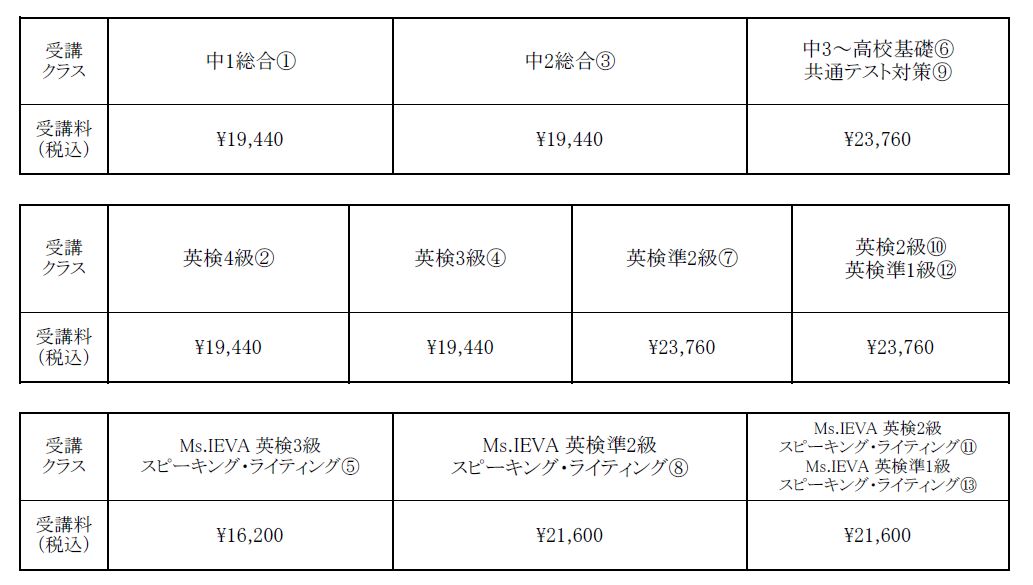 受講
クラス
中1総合①
中2総合③
中3～高校基礎⑥
共通テスト対策⑨
受講料
（税込）
¥19,440
¥19,440
¥23,760
受講
クラス
英検4級②
英検3級④
英検準2級⑦
英検2級⑩
英検準1級⑫
受講料
（税込）
¥19,440
¥19,440
¥23,760
¥23,760
受講
クラス
Ms.IEVA 英検3級
スピーキング・ライティング⑤
Ms.IEVA 英検準2級
スピーキング・ライティング⑧
Ms.IEVA 英検2級
スピーキング・ライティング⑪
Ms.IEVA 英検準1級
スピーキング・ライティング⑬
受講料
（税込）
¥16,200
¥21,600
¥21,600